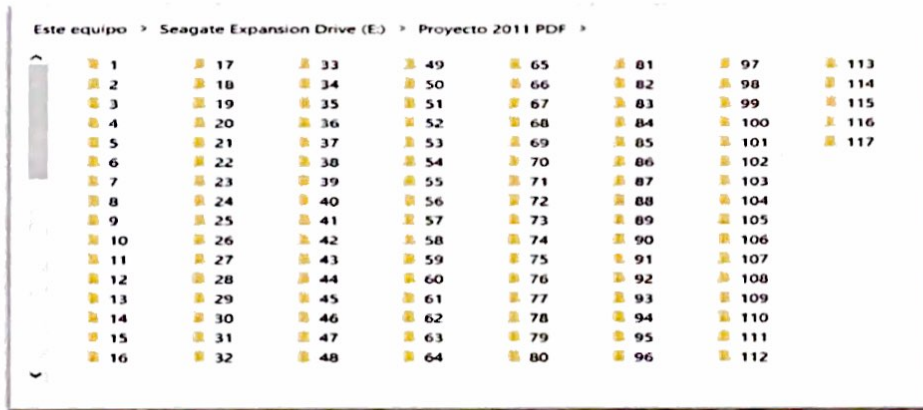 Este equipo > Seagate Expansion Drive (E:) > Proyecto 2011 PDF >
1 17 33 49 65 81 97 113
2 18 34 50 66 82 98 114
3 19 35 51 67 83 99 115
4 20 36 52 68 84 100 116
5 21 37 53 69 85 101 117
6 22 38 54 70 86 102
7 23 39 55 71 87 103
8 24 40 56 72 88 104
9 25 41 57 73 89 105
10 26 42 58 74 90 106
11 27 43 59 75 91 107
12 28 44 60 76 92 108
13 29 45 61 77 93 109
14 30 46 62 78 94 110
15 31 47 63 79 95 111
16 32 48 64 80 96 112